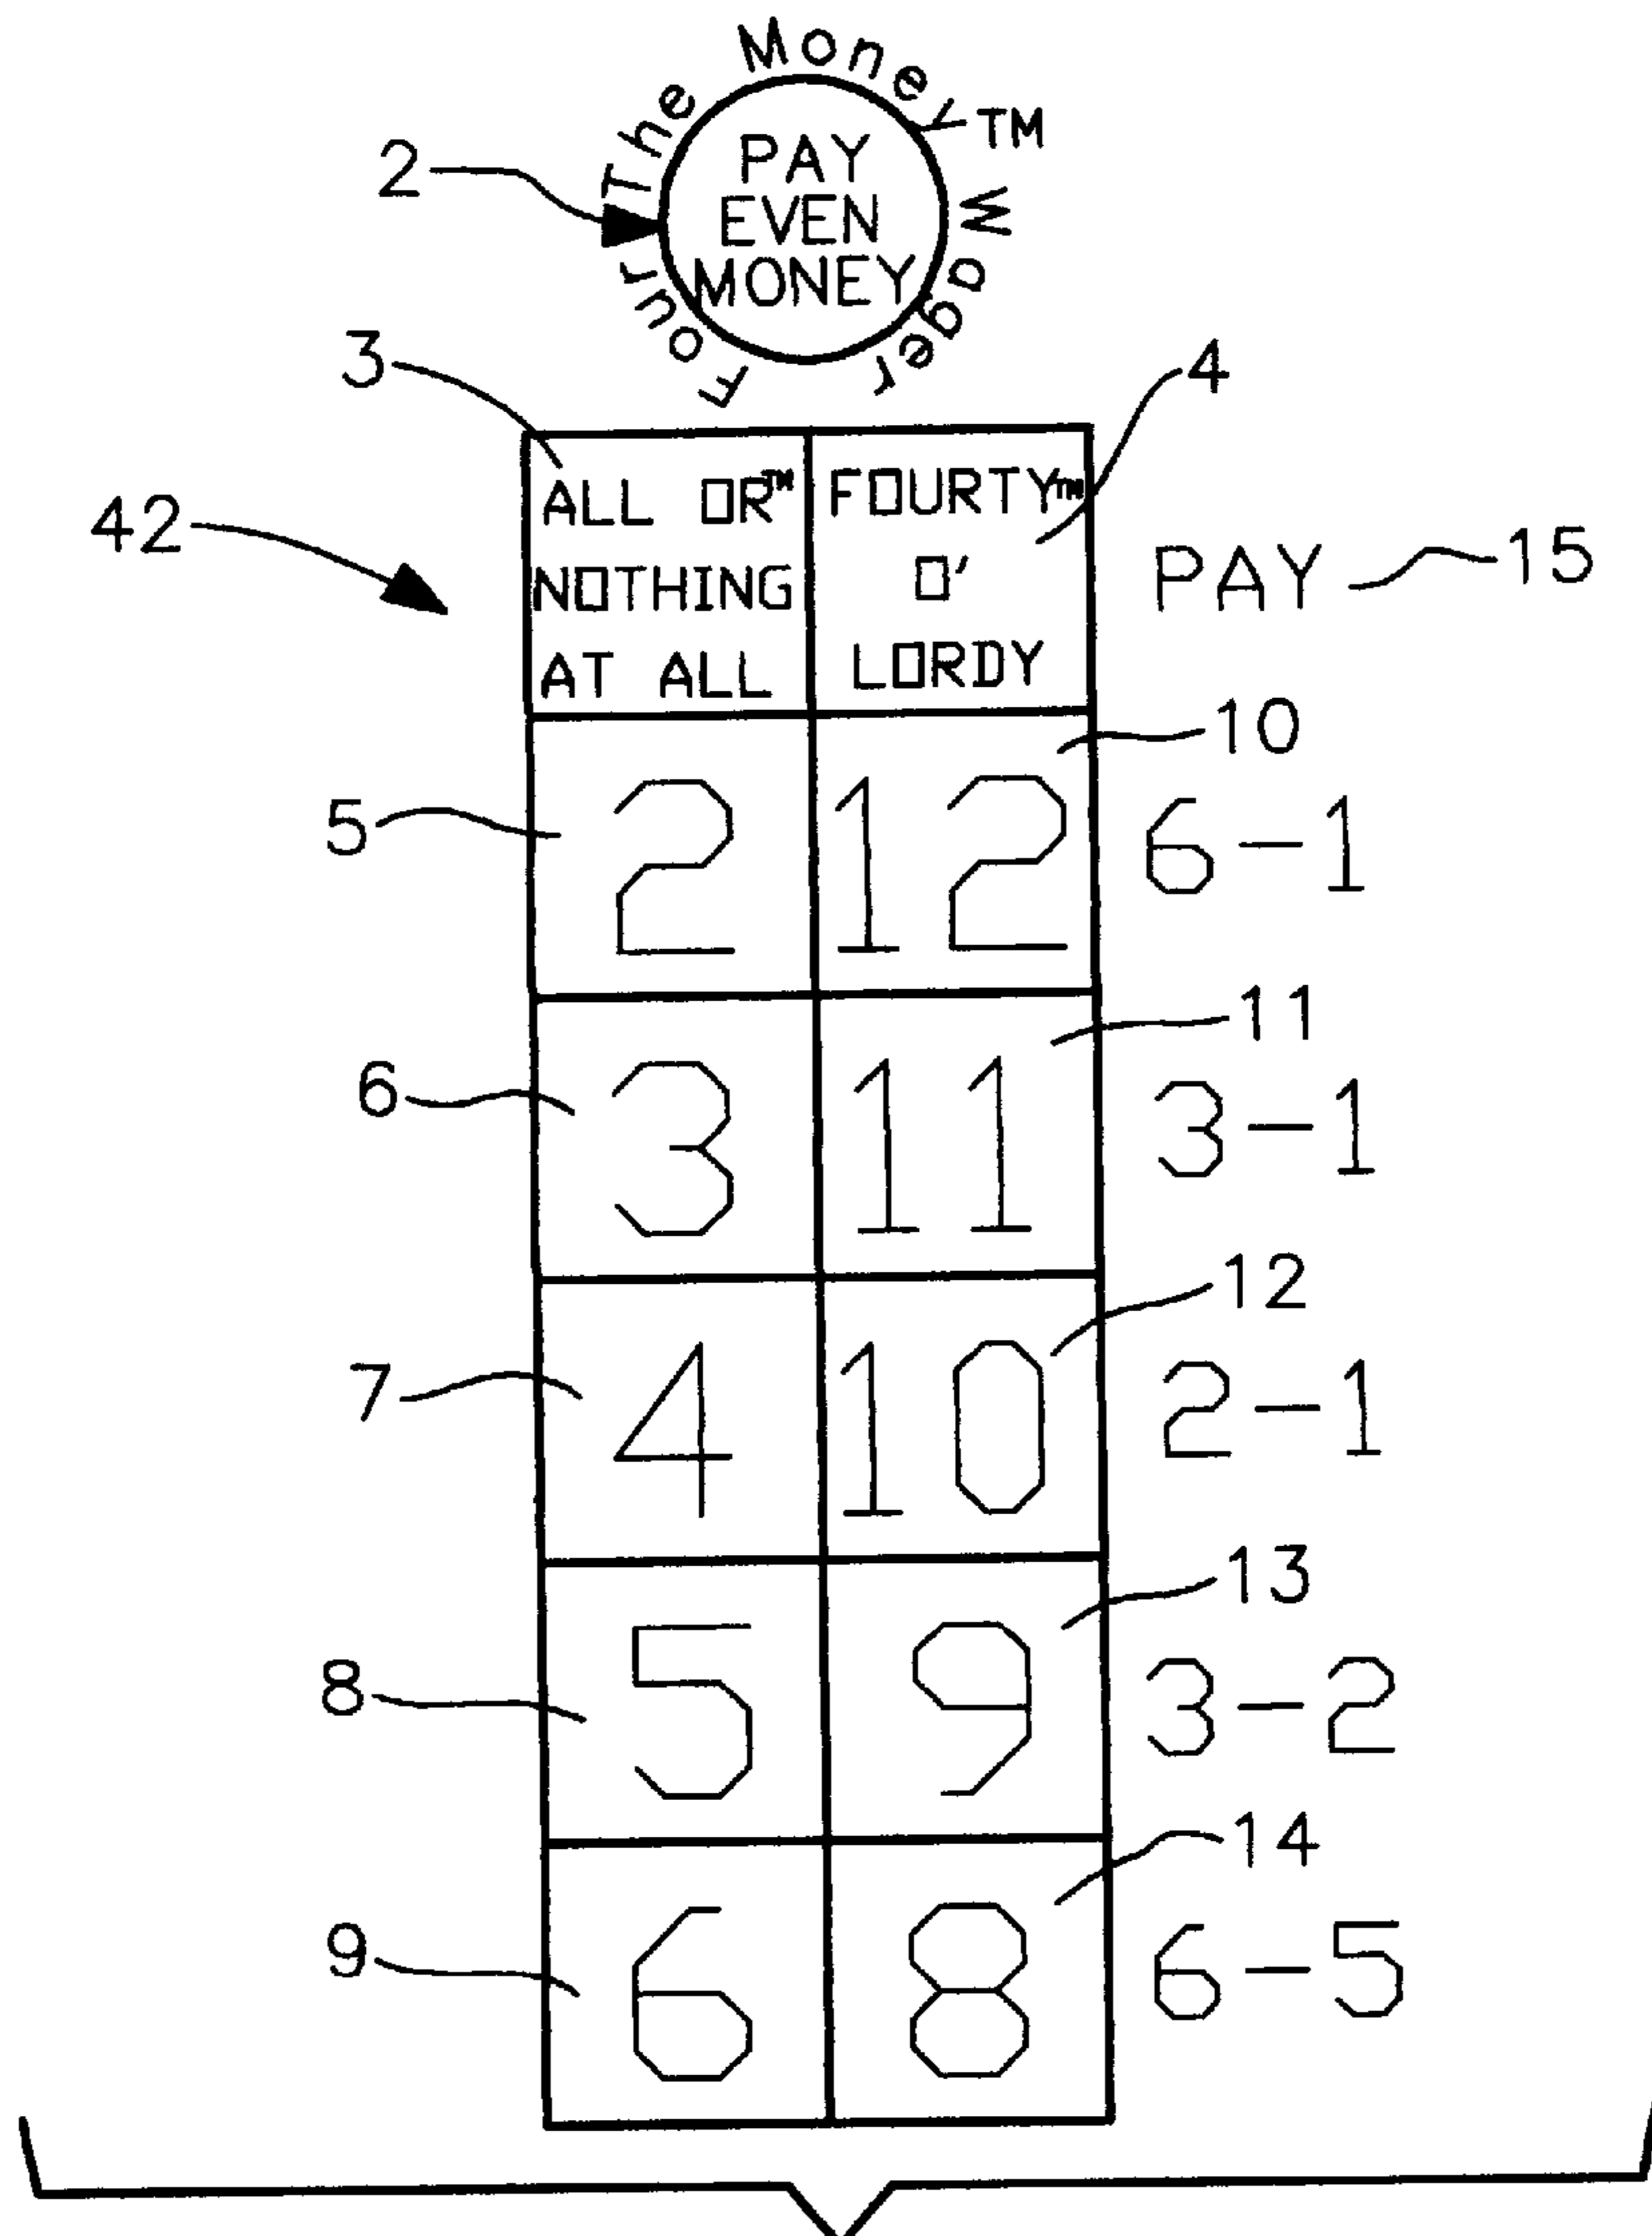 Four The Money™ Wager
PAY
EVEN
MONEY
2
3
4
42
ALL OR™ FOURTY™
NOTHING O'
AT ALL LORDY
PAY 15
10
5 2 12 6-1
11
6 3 11 3-1
12
7 4 10 2-1
13
8 5 9 3-2
14
9 6 8 6-5